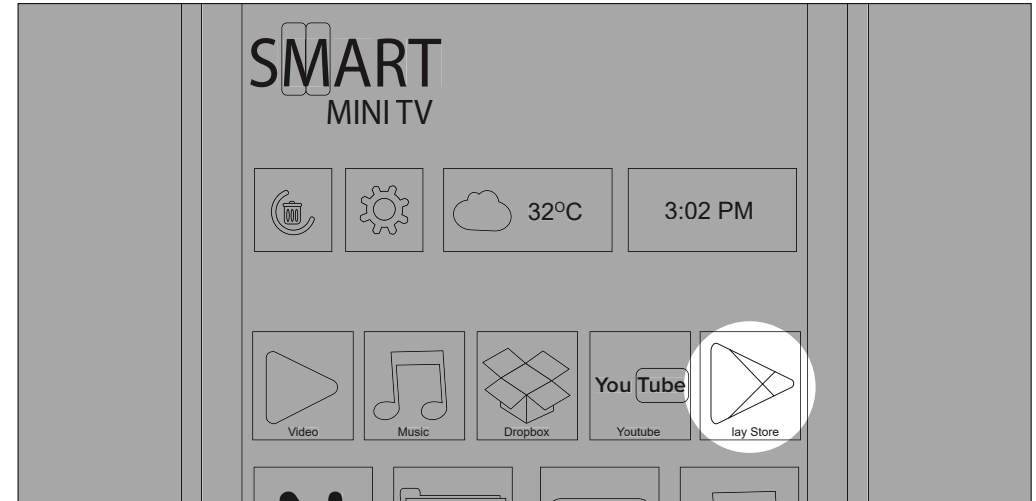 SMART
MINI TV
32°C
3:02 PM
You Tube
Video
Music
Dropbox
Youtube
lay Store